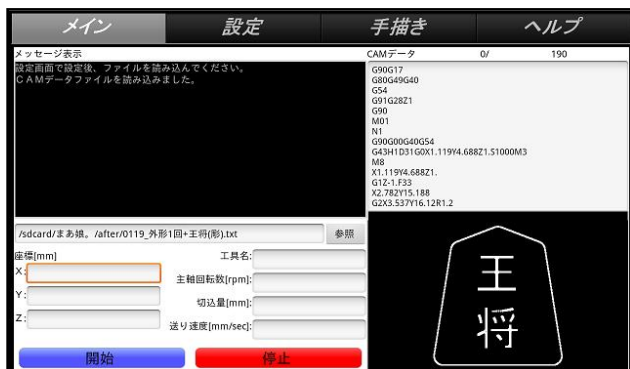 メイン
設定
手描き
ヘルプ
メッセージ表示
設定画面で設定後、ファイルを読み込んでください。
CAMデータファイルを読み込みました。
CAMデータ 0/ 190
G90G17
G80G49G40
G54
G91G28Z1
G90
M01
N1
G90G00G40G54
G43H1D31G0X1.119Y4.688Z1.S1000M3
M8
X1.119Y4.688Z1.
G1Z-1.F33
X2.782Y15.188
G2X3.537Y16.12R1.2
/sdcard/まあ娘。/after/0119_外形1回+王将(彫).txt
参照
座標[mm]
X:
Y:
Z:
工具名:
主軸回転数[rpm]:
切込量[mm]:
送り速度[mm/sec]:
開始
停止
王
将